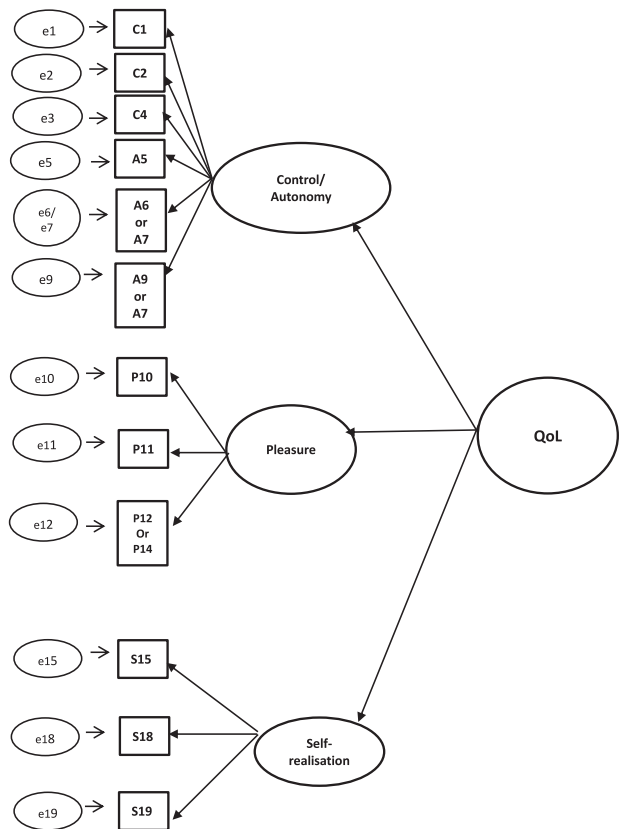 e1
C1
e2
C2
e3
C4
e5
A5
e6/
e7
A6
or
A7
e9
A9
or
A7
Control/
Autonomy
e10
P10
e11
P11
e12
P12
Or
P14
Pleasure
QoL
e15
S15
e18
S18
e19
S19
Self-
realisation